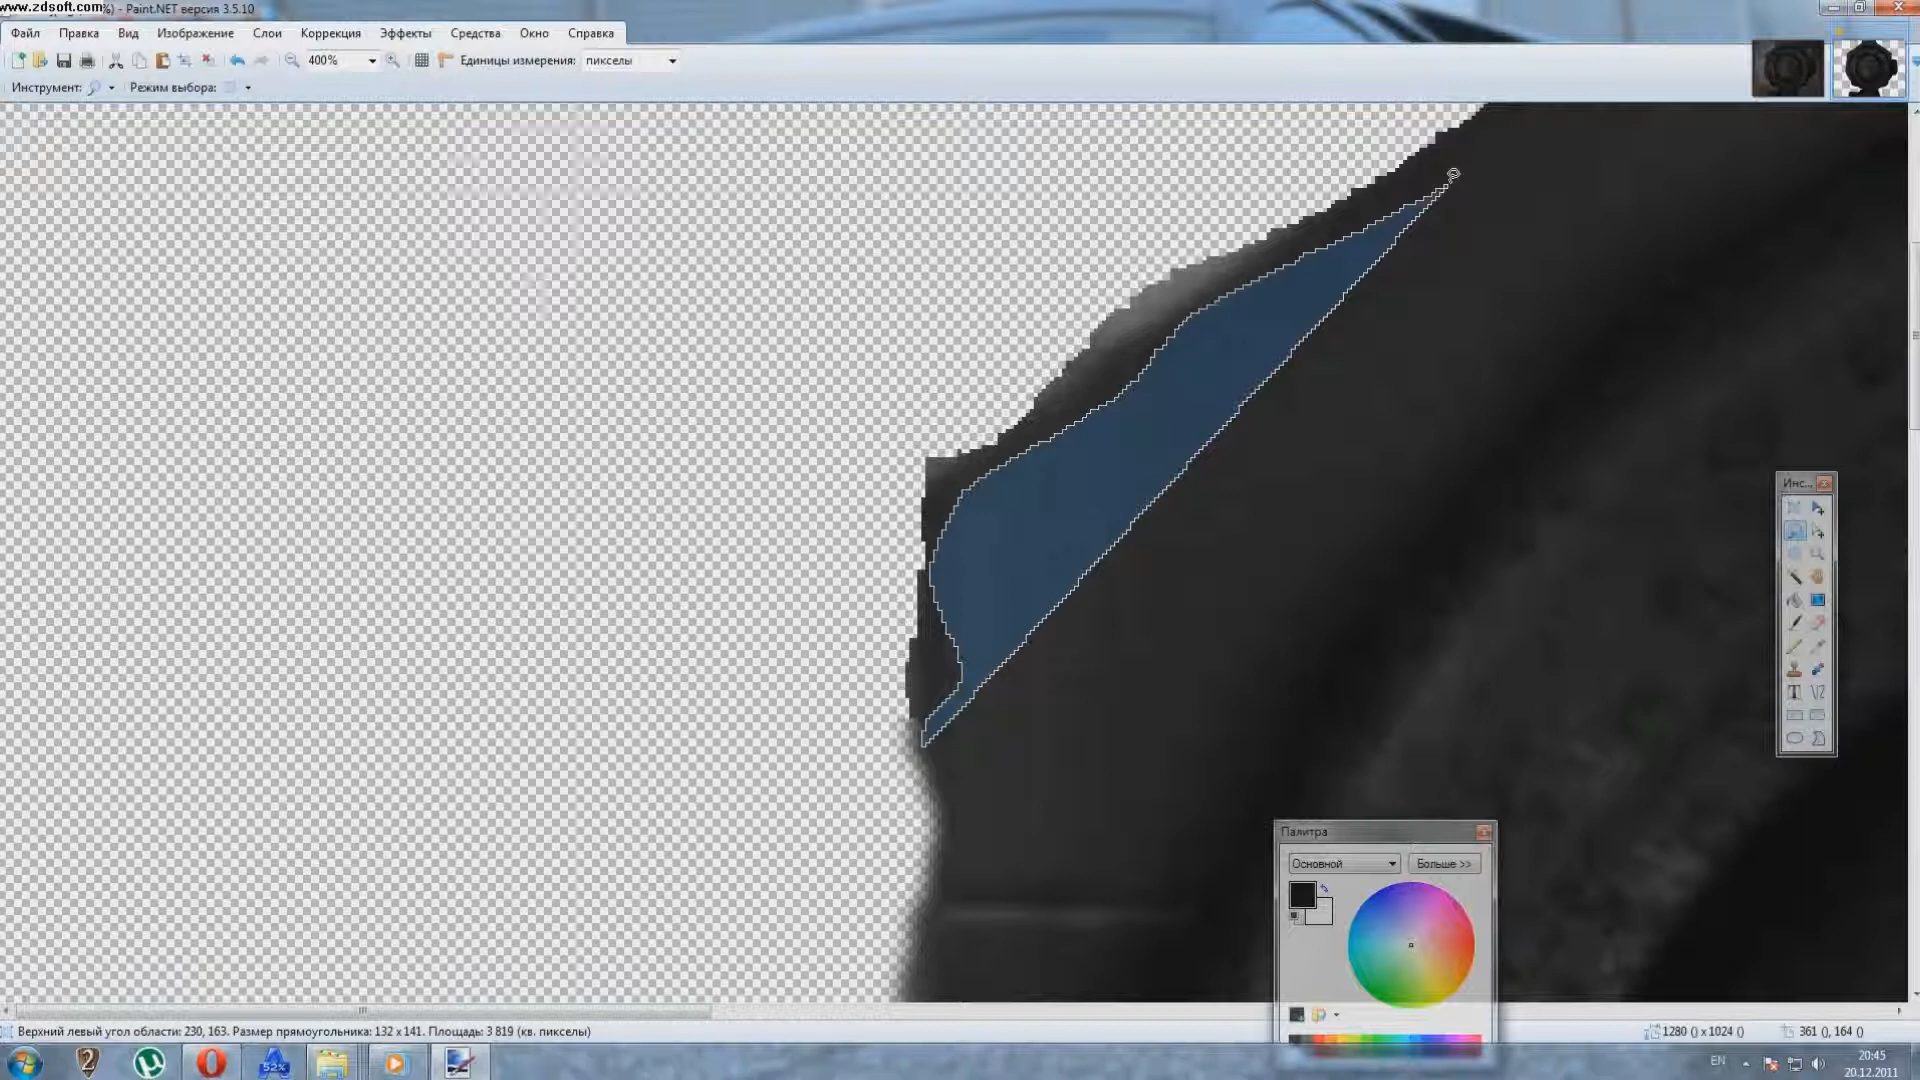 www.zdsoft.com
%) - Paint.NET версия 3.5.10
Файл Правка Вид Изображение Слои Коррекция Эффекты Средства Окно Справка
400% Единицы измерения: пикселы
Инструмент: Режим выбора:
Инс...
Палитра
Основной Больше >>
Верхний левый угол области: 230, 163. Размер прямоугольника: 132 x 141. Площадь: 3 819 (кв. пикселы)
1280 () x 1024 () 361 (), 164 ()
52%
EN
20:45
20.12.2011